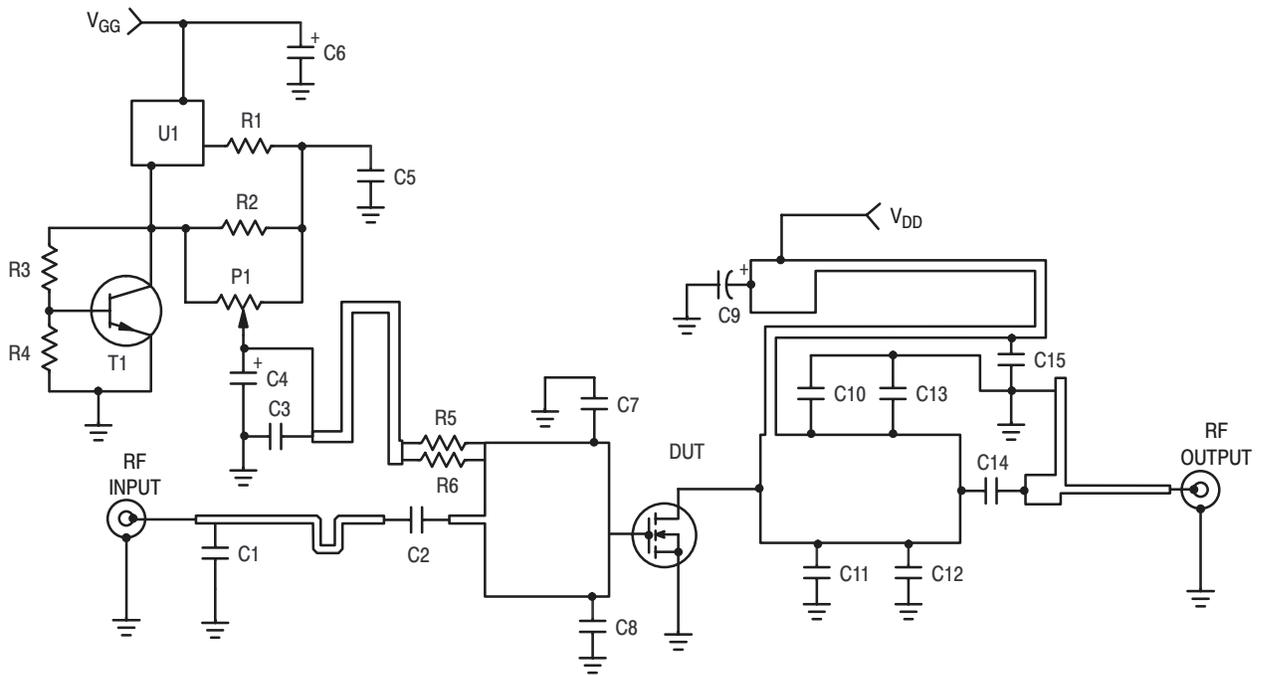 VGG
+
C6
U1
R1
C5
R2
R3
P1
R4
T1
+
C4
C3
R5
R6
C7
RF
INPUT
C1
C2
C8
DUT
VDD
+
C9
C10
C13
C15
C14
RF
OUTPUT
C11
C12